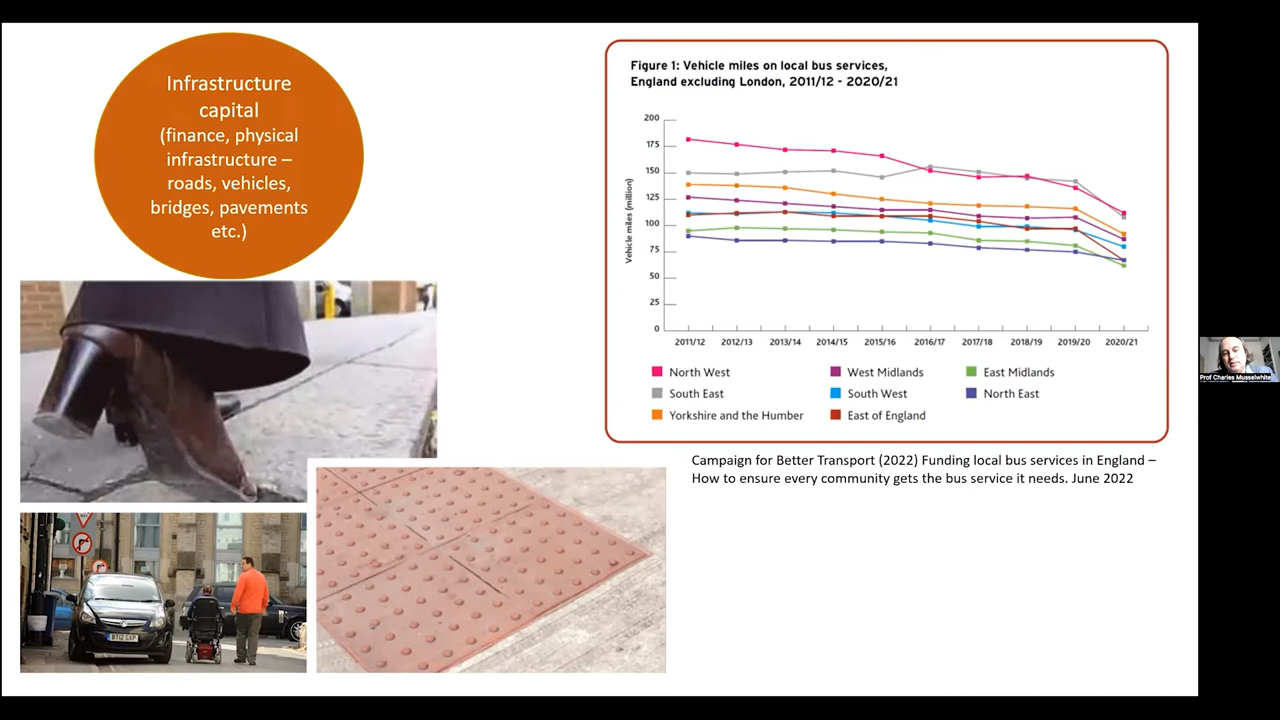 Infrastructure
capital
(finance, physical
infrastructure –
roads, vehicles,
bridges, pavements
etc.)
Figure 1: Vehicle miles on local bus services,
England excluding London, 2011/12 - 2020/21
Vehicle miles (million)
200
175
150
125
100
75
50
25
0
2011/12 2012/13 2013/14 2014/15 2015/16 2016/17 2017/18 2018/19 2019/20 2020/21
North West West Midlands East Midlands
South East South West North East
Yorkshire and the Humber East of England
Campaign for Better Transport (2022) Funding local bus services in England –
How to ensure every community gets the bus service it needs. June 2022
BT12 GXP
Prof Charles Musselwhite